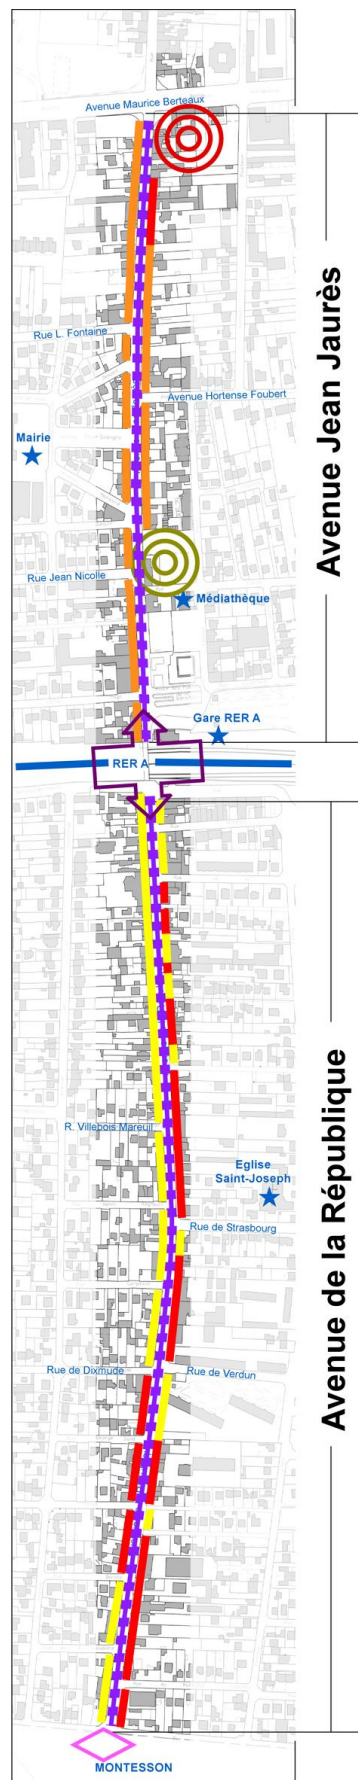 Avenue Maurice Berteaux
Rue L. Fontaine
Avenue Hortense Foubert
Mairie
Rue Jean Nicolle
Médiathèque
Gare RER A
RER A
R. Villebois Mareuil
Eglise
Saint-Joseph
Rue de Strasbourg
Rue de Dixmude
Rue de Verdun
MONTESSON
Avenue Jean Jaurès
Avenue de la République